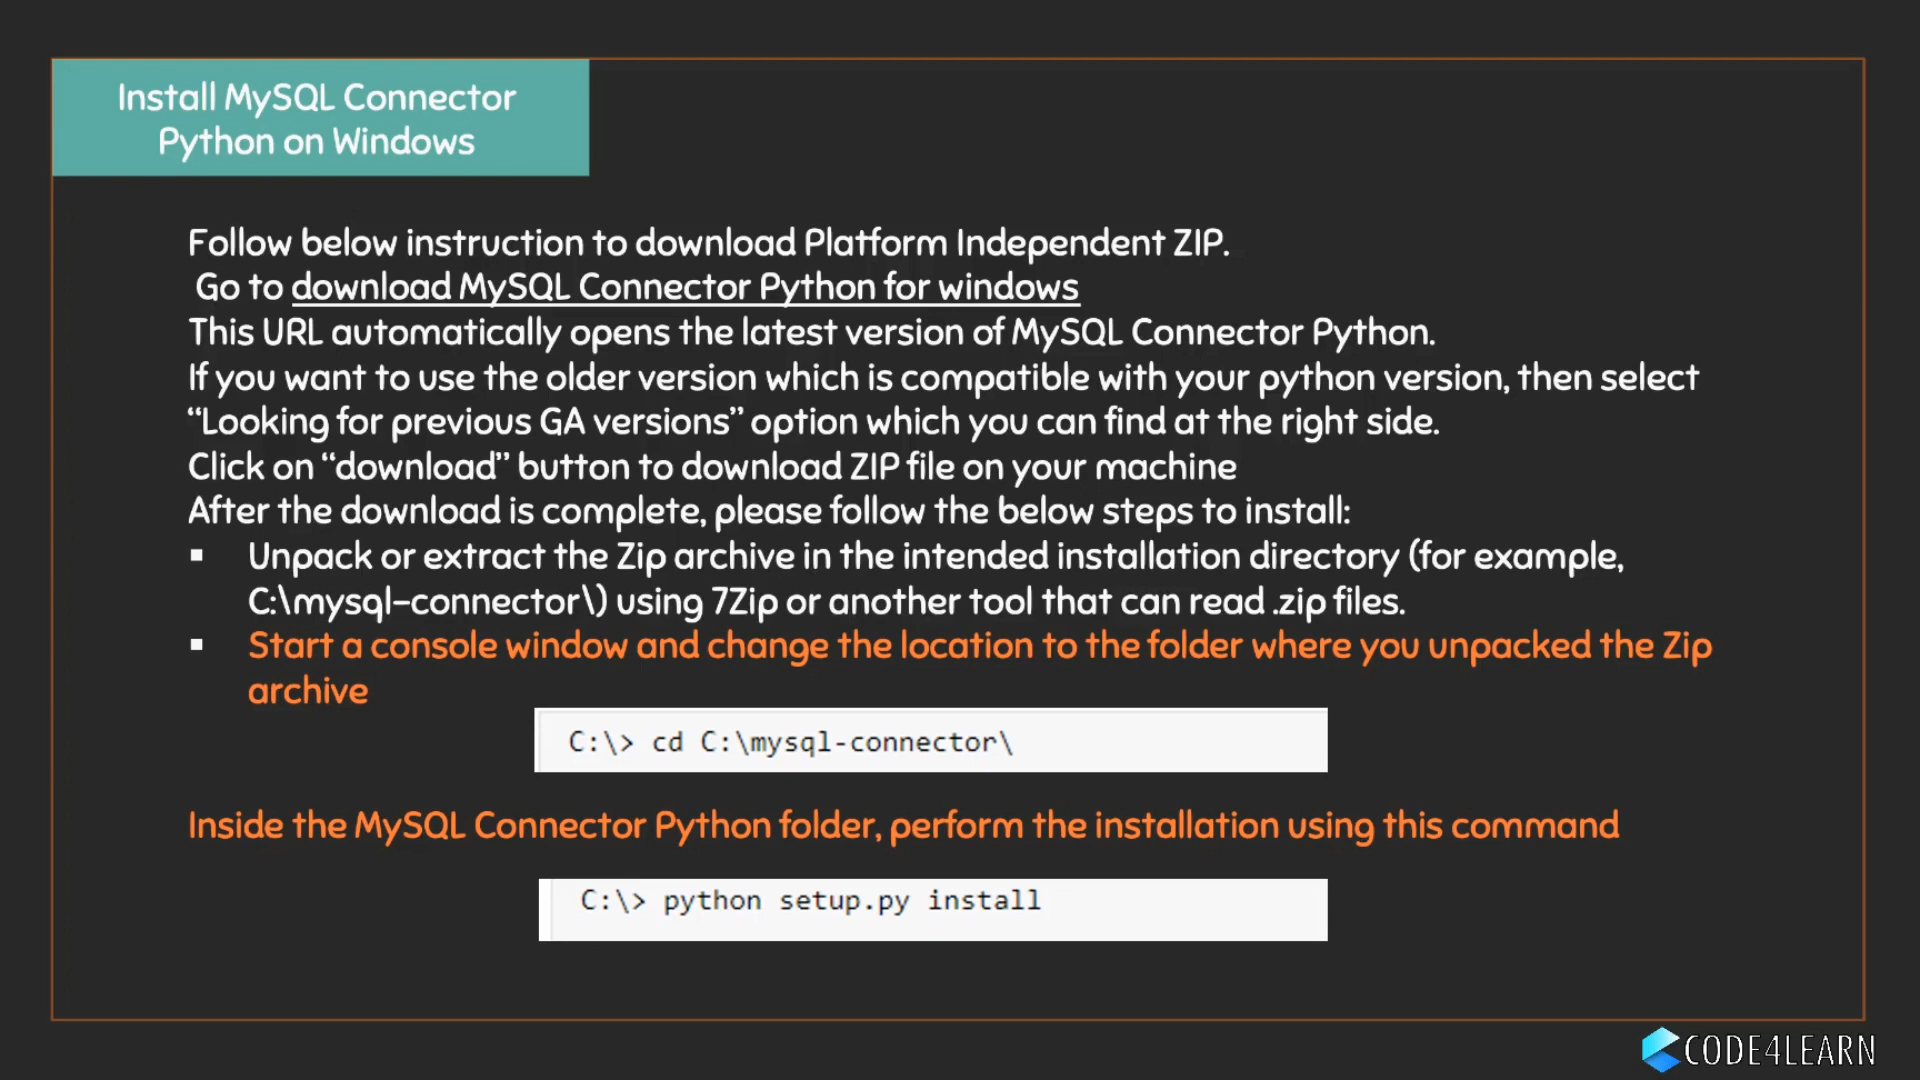 Install MySQL Connector
Python on Windows
Follow below instruction to download Platform Independent ZIP.
Go to download MySQL Connector Python for windows
This URL automatically opens the latest version of MySQL Connector Python.
If you want to use the older version which is compatible with your python version, then select
“Looking for previous GA versions” option which you can find at the right side.
Click on “download” button to download ZIP file on your machine
After the download is complete, please follow the below steps to install:
▪ Unpack or extract the Zip archive in the intended installation directory (for example,
C:\mysql-connector\) using 7Zip or another tool that can read .zip files.
▪ Start a console window and change the location to the folder where you unpacked the Zip
archive
C:\> cd C:\mysql-connector\
Inside the MySQL Connector Python folder, perform the installation using this command
C:\> python setup.py install
CODE4LEARN